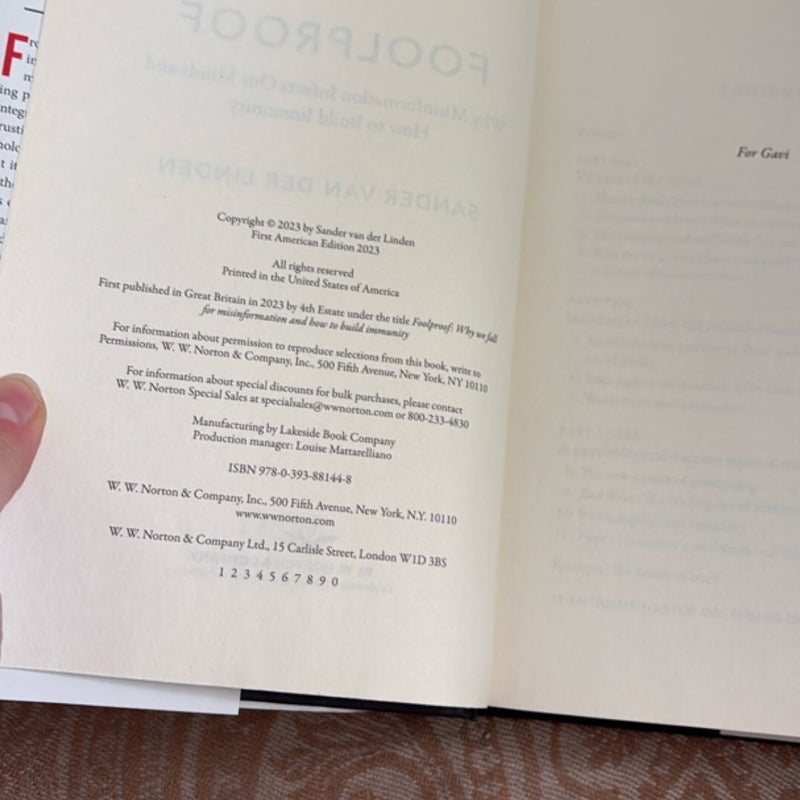 FOOLPROOF
Why Misinformation Infects Our Minds and
How to Build Immunity
SANDER VAN DER LINDEN
Copyright © 2023 by Sander van der Linden
First American Edition 2023
All rights reserved
Printed in the United States of America
First published in Great Britain in 2023 by 4th Estate under the title Foolproof: Why we fall
for misinformation and how to build immunity
For information about permission to reproduce selections from this book, write to
Permissions, W. W. Norton & Company, Inc., 500 Fifth Avenue, New York, NY 10110
For information about special discounts for bulk purchases, please contact
W. W. Norton Special Sales at specialsales@wwnorton.com or 800-233-4830
Manufacturing by Lakeside Book Company
Production manager: Louise Mattarelliano
ISBN 978-0-393-88144-8
W. W. Norton & Company, Inc., 500 Fifth Avenue, New York, N.Y. 10110
www.wwnorton.com
W. W. Norton & Company Ltd., 15 Carlisle Street, London W1D 3BS
1 2 3 4 5 6 7 8 9 0
For Gavi